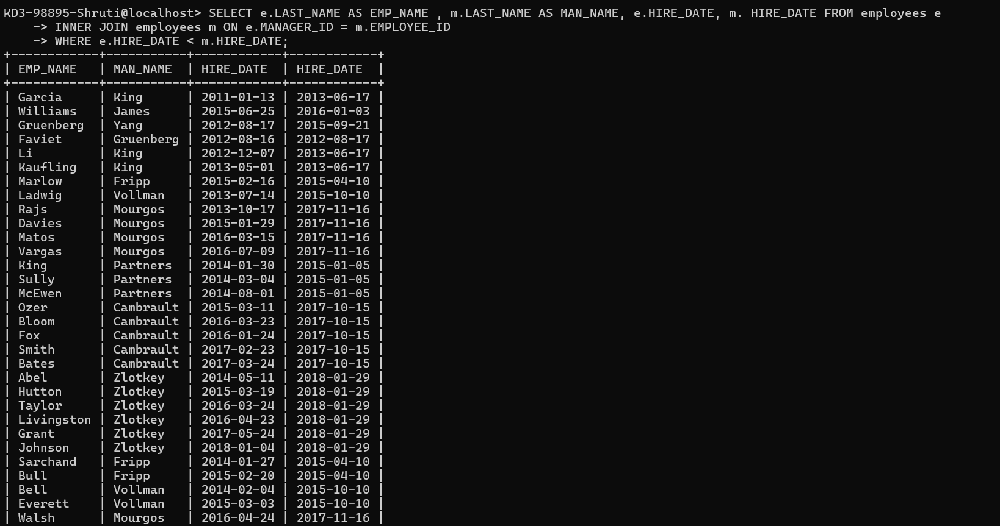 KD3-98895-Shruti@localhost> SELECT e.LAST_NAME AS EMP_NAME , m.LAST_NAME AS MAN_NAME, e.HIRE_DATE, m. HIRE_DATE FROM employees e
    -> INNER JOIN employees m ON e.MANAGER_ID = m.EMPLOYEE_ID
    -> WHERE e.HIRE_DATE < m.HIRE_DATE;
+------------+-----------+------------+------------+
| EMP_NAME   | MAN_NAME  | HIRE_DATE  | HIRE_DATE  |
+------------+-----------+------------+------------+
| Garcia     | King      | 2011-01-13 | 2013-06-17 |
| Williams   | James     | 2015-06-25 | 2016-01-03 |
| Gruenberg  | Yang      | 2012-08-17 | 2015-09-21 |
| Faviet     | Gruenberg | 2012-08-16 | 2012-08-17 |
| Li         | King      | 2012-12-07 | 2013-06-17 |
| Kaufling   | King      | 2013-05-01 | 2013-06-17 |
| Marlow     | Fripp     | 2015-02-16 | 2015-04-10 |
| Ladwig     | Vollman   | 2013-07-14 | 2015-10-10 |
| Rajs       | Mourgos   | 2013-10-17 | 2017-11-16 |
| Davies     | Mourgos   | 2015-01-29 | 2017-11-16 |
| Matos      | Mourgos   | 2016-03-15 | 2017-11-16 |
| Vargas     | Mourgos   | 2016-07-09 | 2017-11-16 |
| King       | Partners  | 2014-01-30 | 2015-01-05 |
| Sully      | Partners  | 2014-03-04 | 2015-01-05 |
| McEwen     | Partners  | 2014-08-01 | 2015-01-05 |
| Ozer       | Cambrault | 2015-03-11 | 2017-10-15 |
| Bloom      | Cambrault | 2016-03-23 | 2017-10-15 |
| Fox        | Cambrault | 2016-01-24 | 2017-10-15 |
| Smith      | Cambrault | 2017-02-23 | 2017-10-15 |
| Bates      | Cambrault | 2017-03-24 | 2017-10-15 |
| Abel       | Zlotkey   | 2014-05-11 | 2018-01-29 |
| Hutton     | Zlotkey   | 2015-03-19 | 2018-01-29 |
| Taylor     | Zlotkey   | 2016-03-24 | 2018-01-29 |
| Livingston | Zlotkey   | 2016-04-23 | 2018-01-29 |
| Grant      | Zlotkey   | 2017-05-24 | 2018-01-29 |
| Johnson    | Zlotkey   | 2018-01-04 | 2018-01-29 |
| Sarchand   | Fripp     | 2014-01-27 | 2015-04-10 |
| Bull       | Fripp     | 2015-02-20 | 2015-04-10 |
| Bell       | Vollman   | 2014-02-04 | 2015-10-10 |
| Everett    | Vollman   | 2015-03-03 | 2015-10-10 |
| Walsh      | Mourgos   | 2016-04-24 | 2017-11-16 |